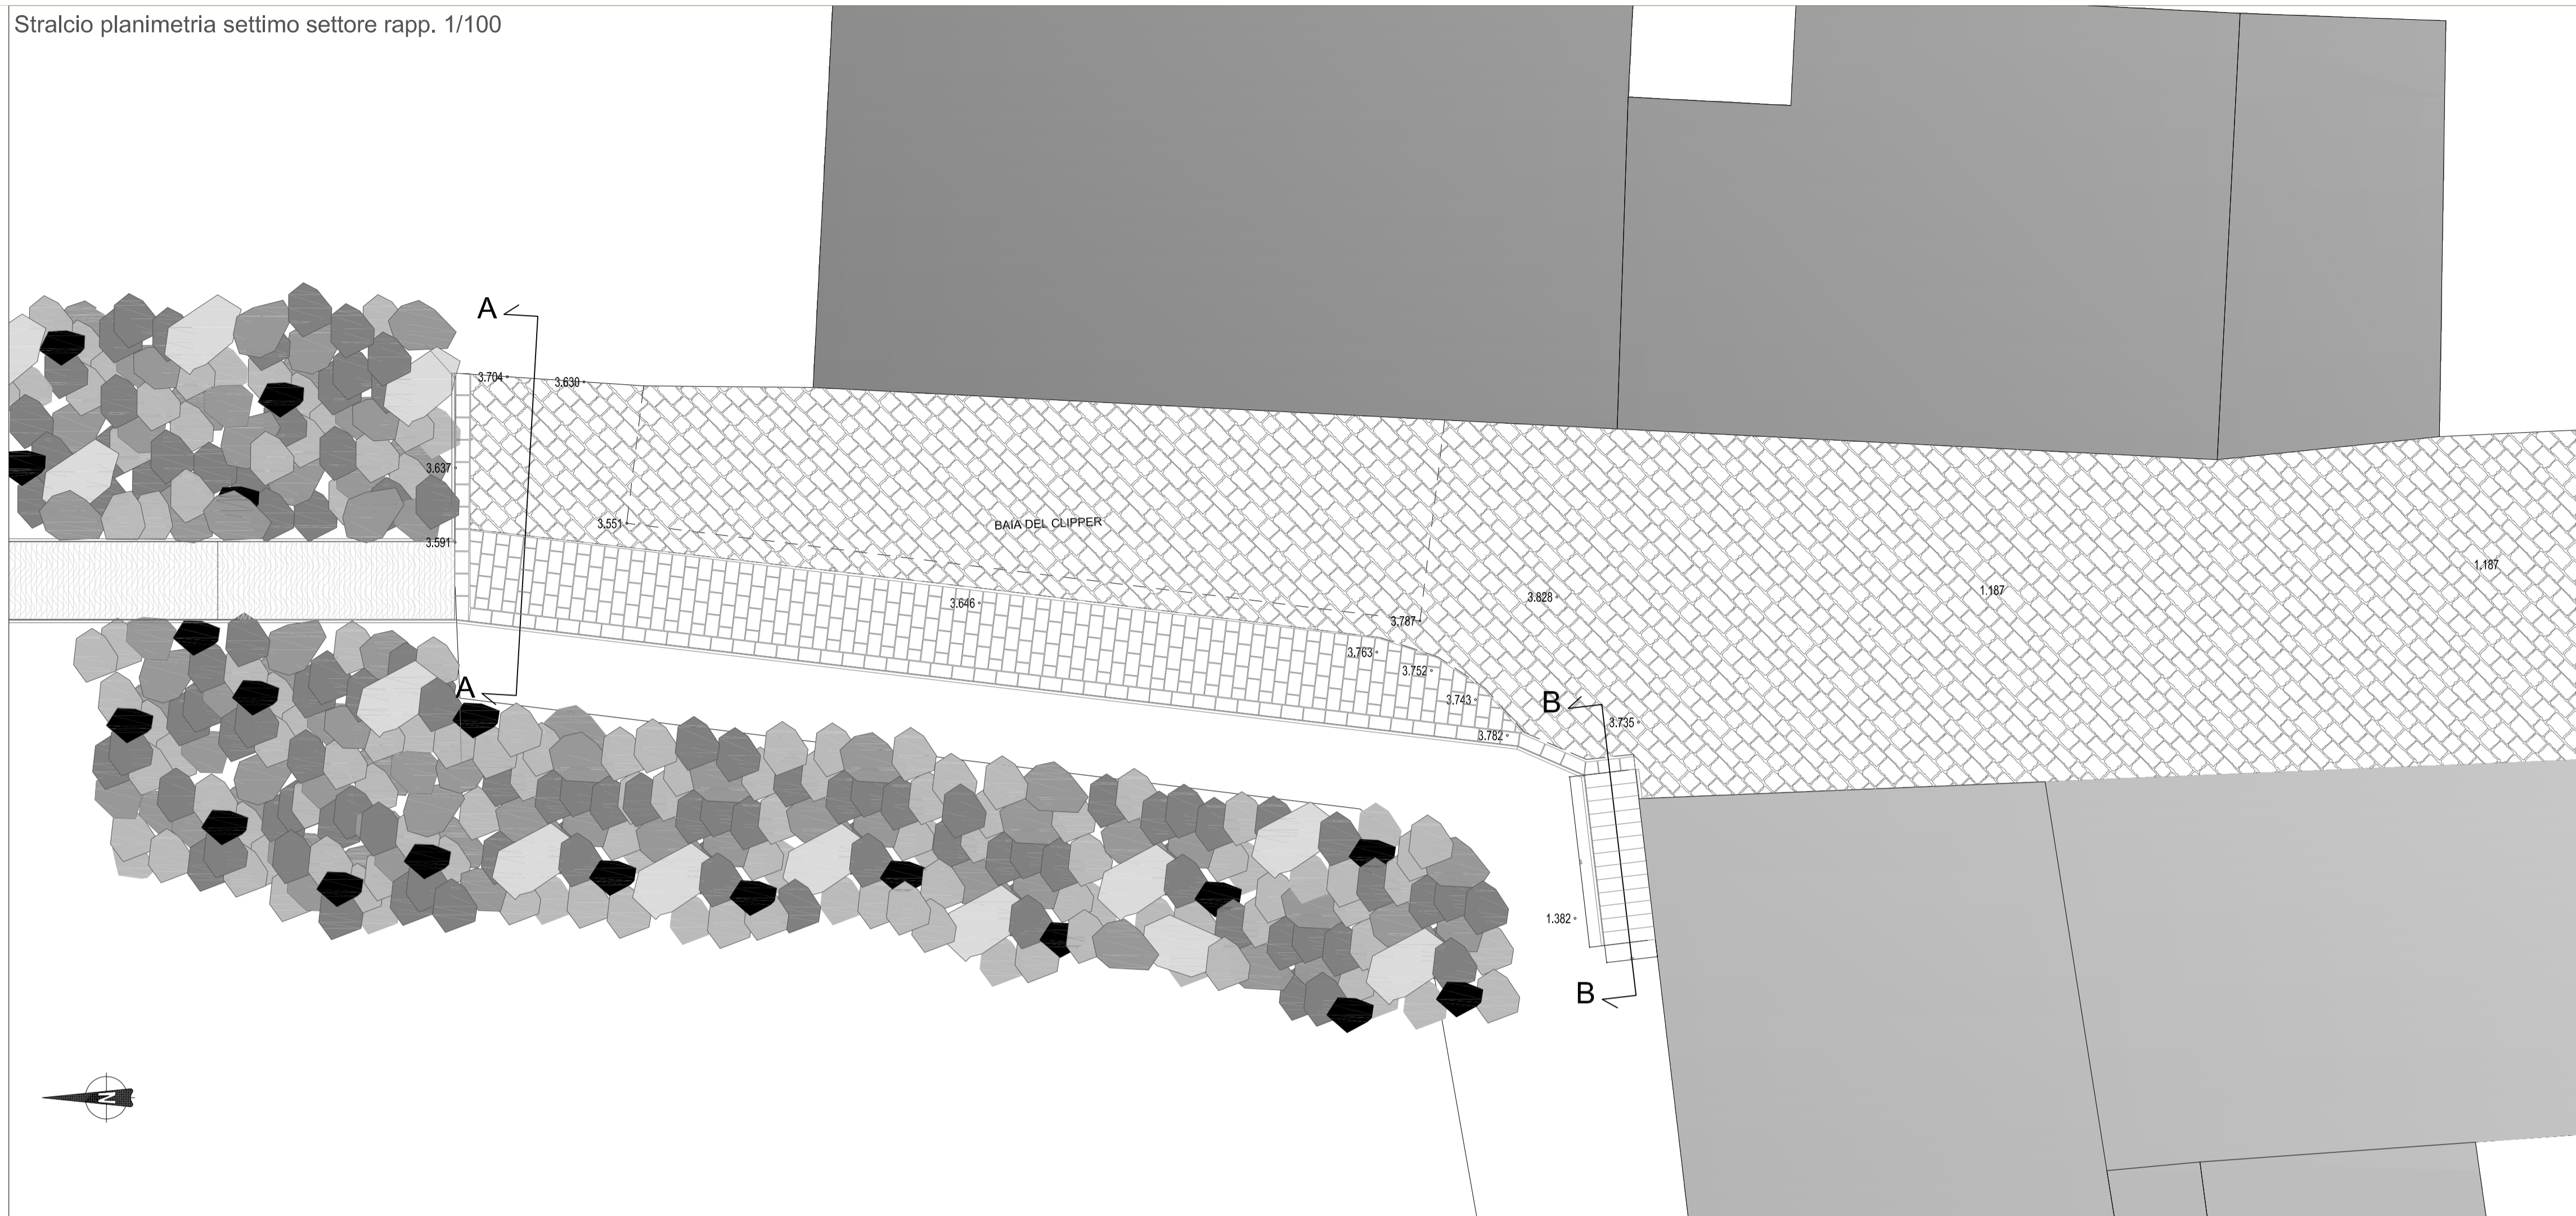 Stralcio planimetria settimo settore rapp. 1/100
A
3.704
3.630
3.637
3.551
BAIA DEL CLIPPER
3.591
1.187
1.187
3.646
3.828
3.787
3.763
3.752
A
3.743
B
3.735
3.782
1.382
B
N